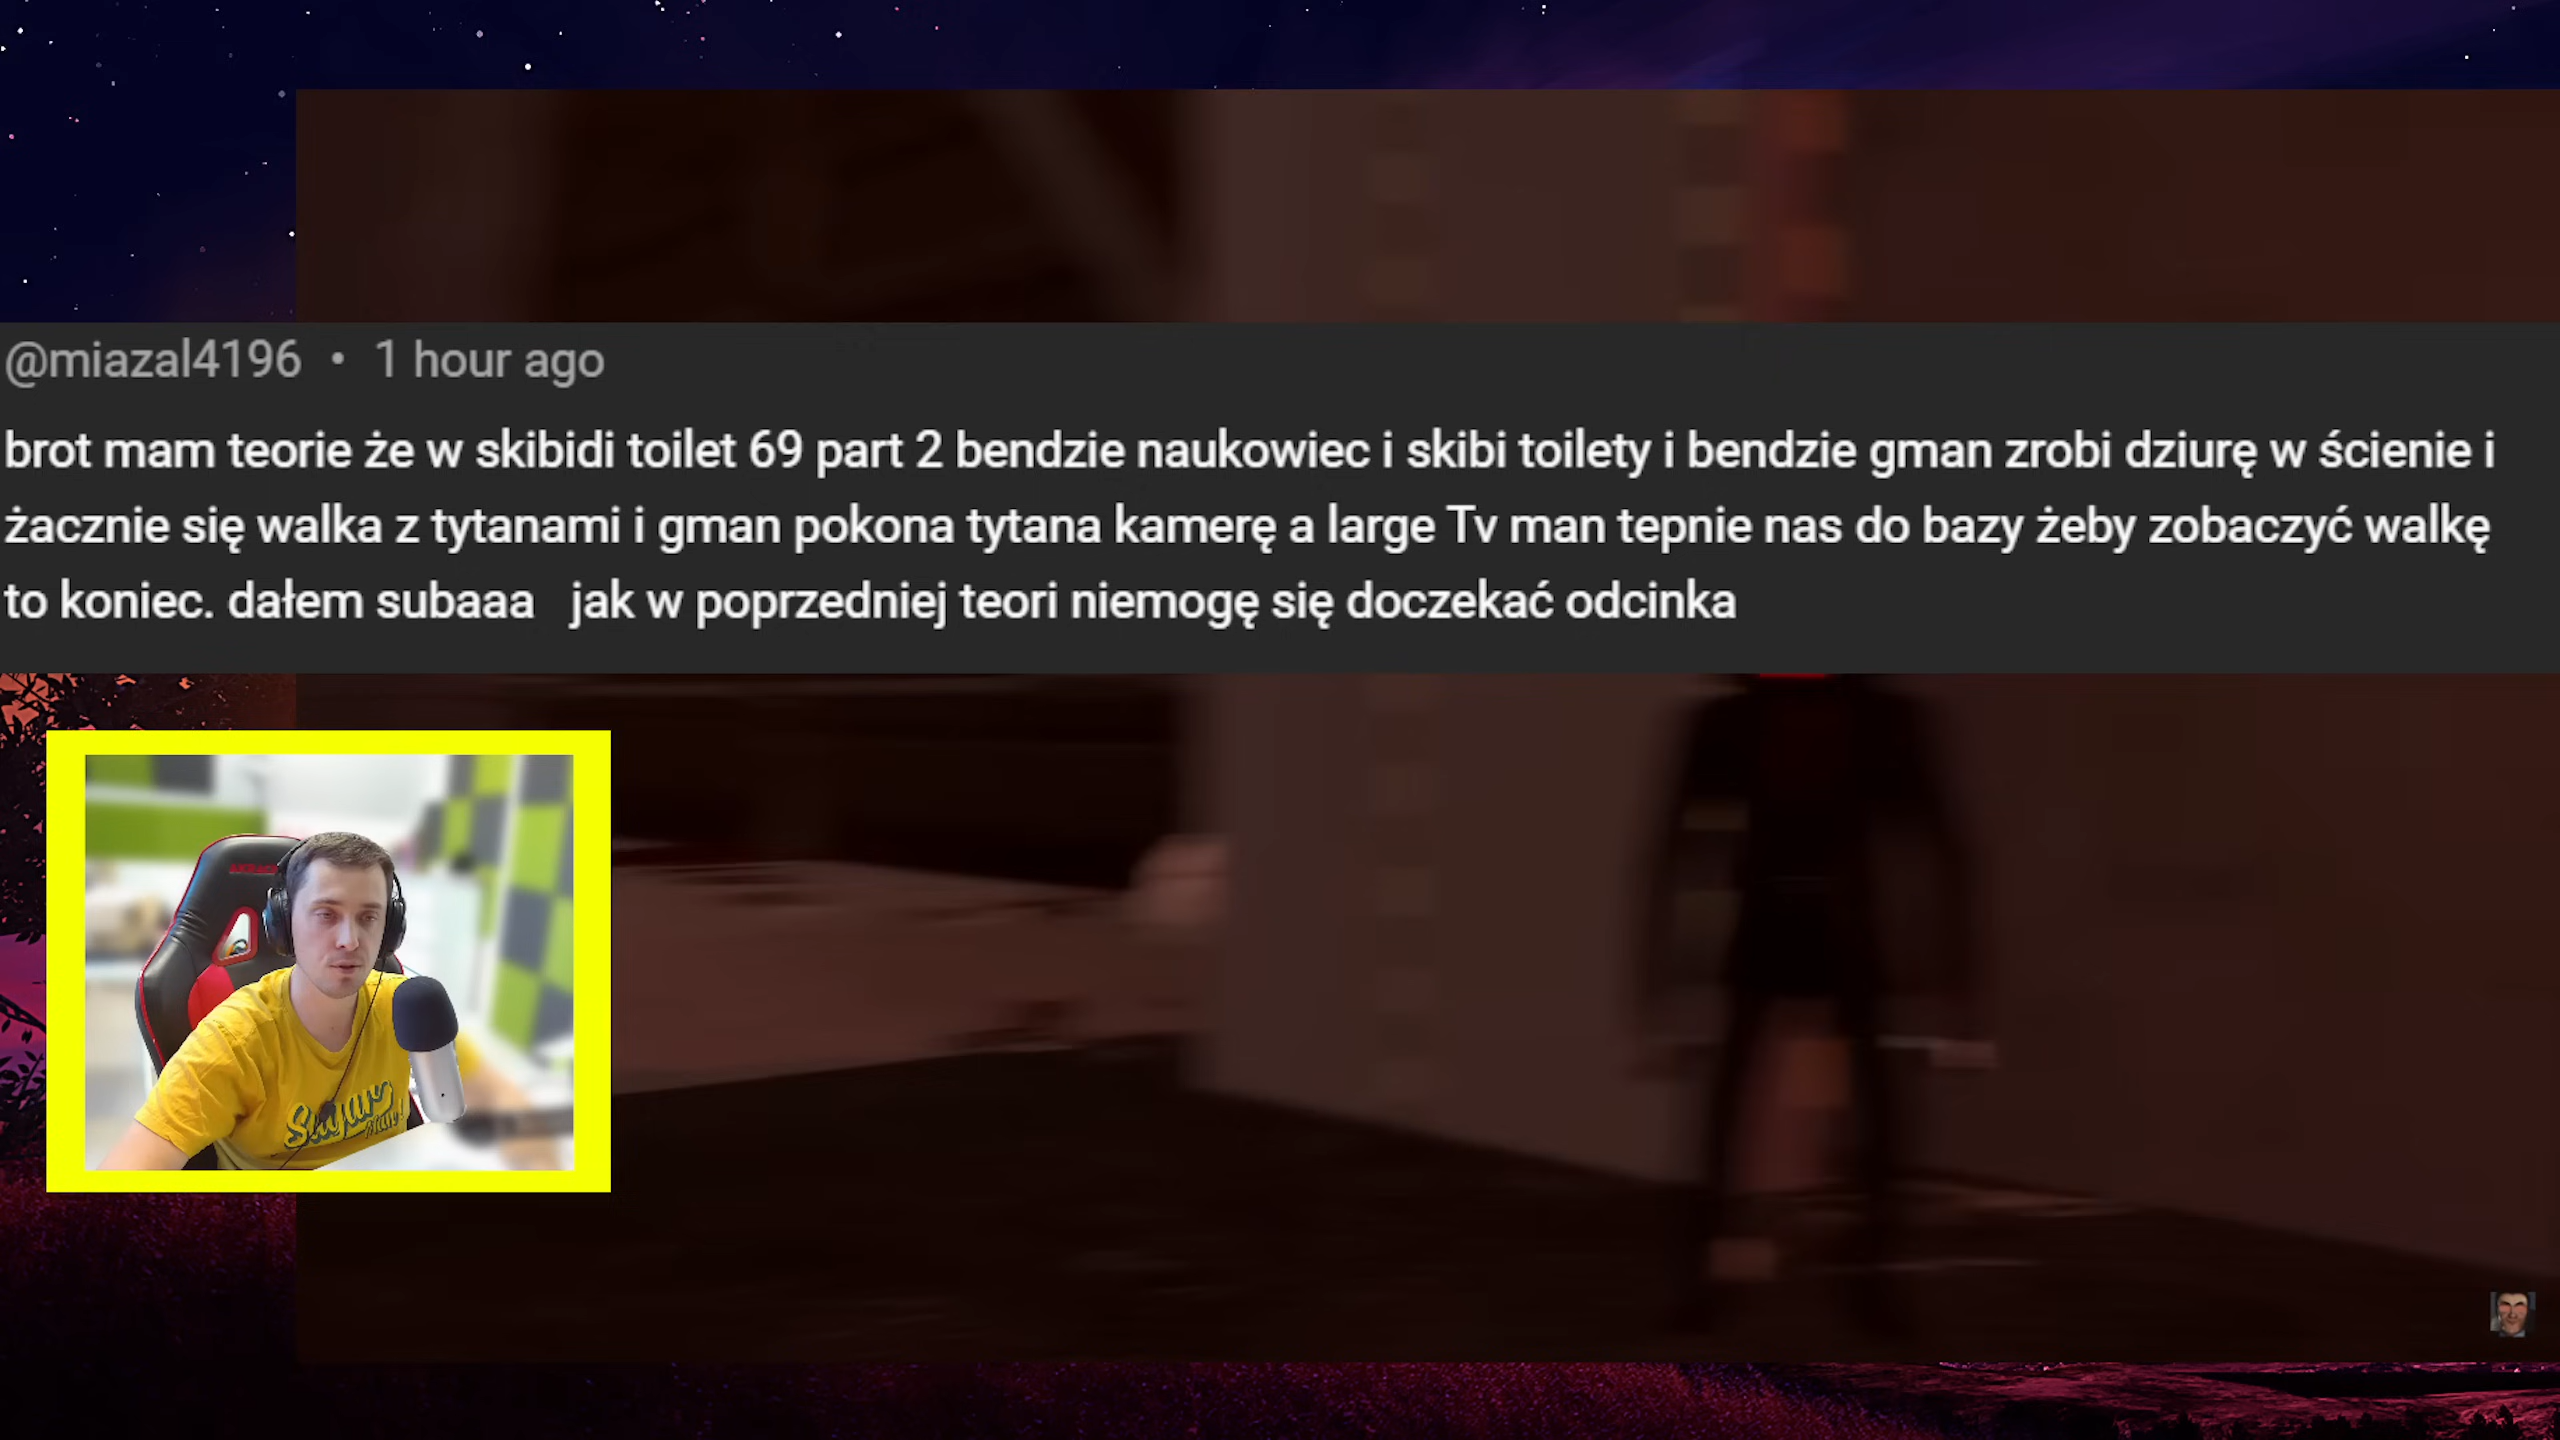 @miazal4196 • 1 hour ago
brot mam teorie że w skibidi toilet 69 part 2 bendzie naukowiec i skibi toilety i bendzie gman zrobi dziurę w ścienie i
żacznie się walka z tytanami i gman pokona tytana kamerę a large Tv man tepnie nas do bazy żeby zobaczyć walkę
to koniec. dałem subaaa   jak w poprzedniej teori niemogę się doczekać odcinka